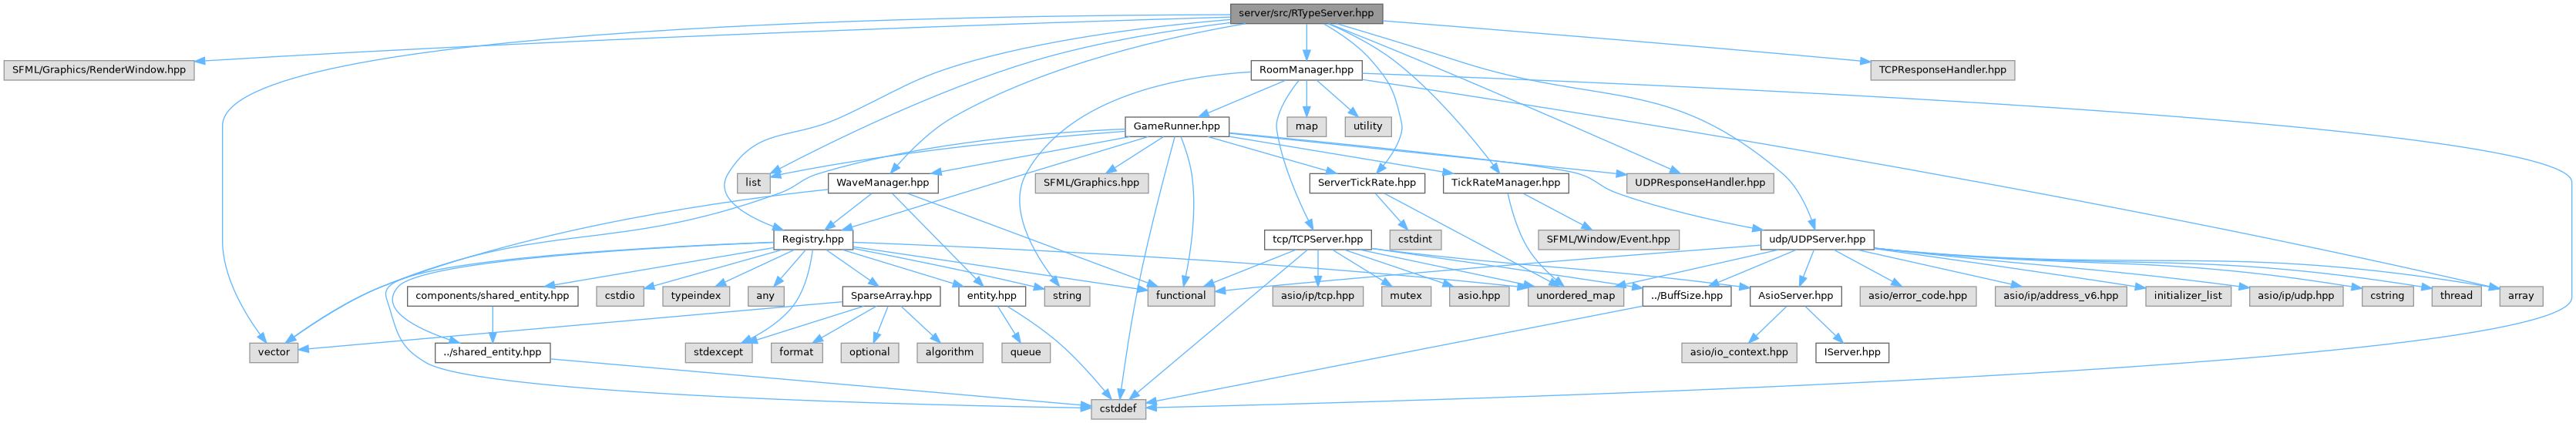 server/src/RTypeServer.hpp
SFML/Graphics/RenderWindow.hpp
RoomManager.hpp
TCPResponseHandler.hpp
GameRunner.hpp
map
utility
list
WaveManager.hpp
SFML/Graphics.hpp
ServerTickRate.hpp
TickRateManager.hpp
UDPResponseHandler.hpp
Registry.hpp
tcp/TCPServer.hpp
cstdint
SFML/Window/Event.hpp
udp/UDPServer.hpp
components/shared_entity.hpp
cstdio
typeindex
any
SparseArray.hpp
entity.hpp
string
functional
asio/ip/tcp.hpp
mutex
asio.hpp
unordered_map
../BuffSize.hpp
AsioServer.hpp
asio/error_code.hpp
asio/ip/address_v6.hpp
initializer_list
asio/ip/udp.hpp
cstring
thread
array
vector
../shared_entity.hpp
stdexcept
format
optional
algorithm
queue
asio/io_context.hpp
IServer.hpp
cstddef